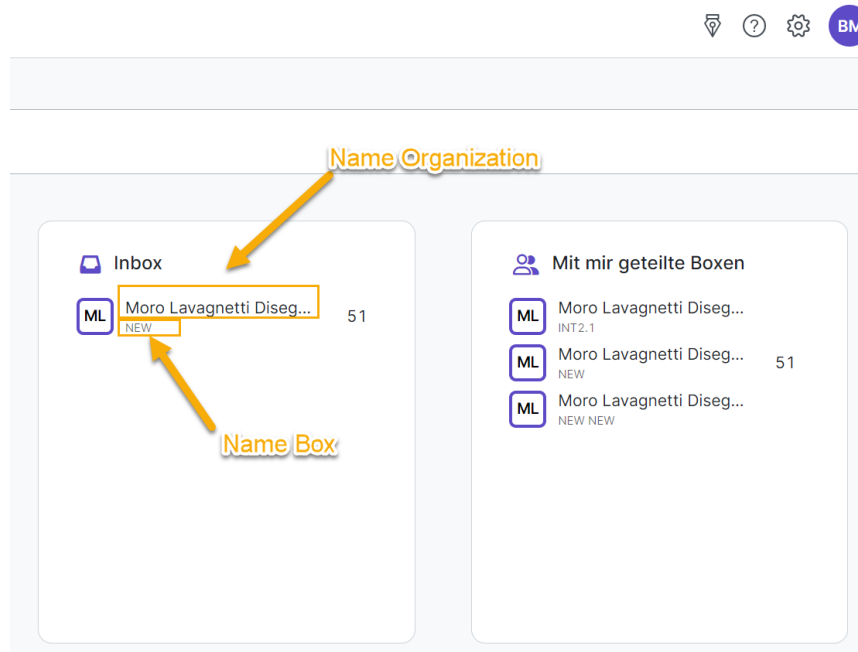 BM
Name Organization
Inbox
ML
Moro Lavagnetti Diseg...
NEW
51
Name Box
Mit mir geteilte Boxen
ML
Moro Lavagnetti Diseg...
INT2.1
ML
Moro Lavagnetti Diseg...
NEW
51
ML
Moro Lavagnetti Diseg...
NEW NEW